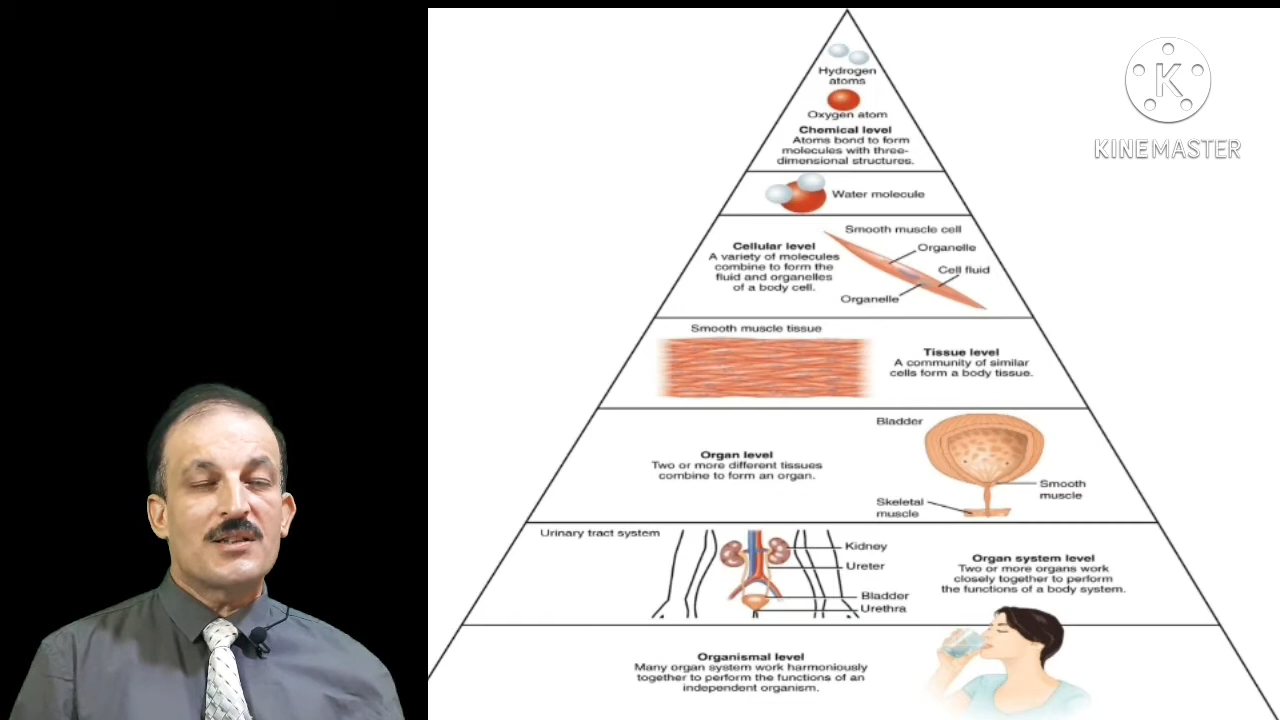 Hydrogen
atoms
Oxygen atom
Chemical level
Atoms bond to form
molecules with three-
dimensional structures.
K
KINEMASTER
Water molecule
Smooth muscle cell
Organelle
Cell fluid
Organelle
Cellular level
A variety of molecules
combine to form the
fluid and organelles
of a body cell.
Smooth muscle tissue
Tissue level
A community of similar
cells form a body tissue.
Bladder
Organ level
Two or more different tissues
combine to form an organ.
Smooth
muscle
Skeletal
muscle
Urinary tract system
Kidney
Ureter
Bladder
Urethra
Organ system level
Two or more organs work
closely together to perform
the functions of a body system.
Organismal level
Many organ system work harmoniously
together to perform the functions of an
independent organism.